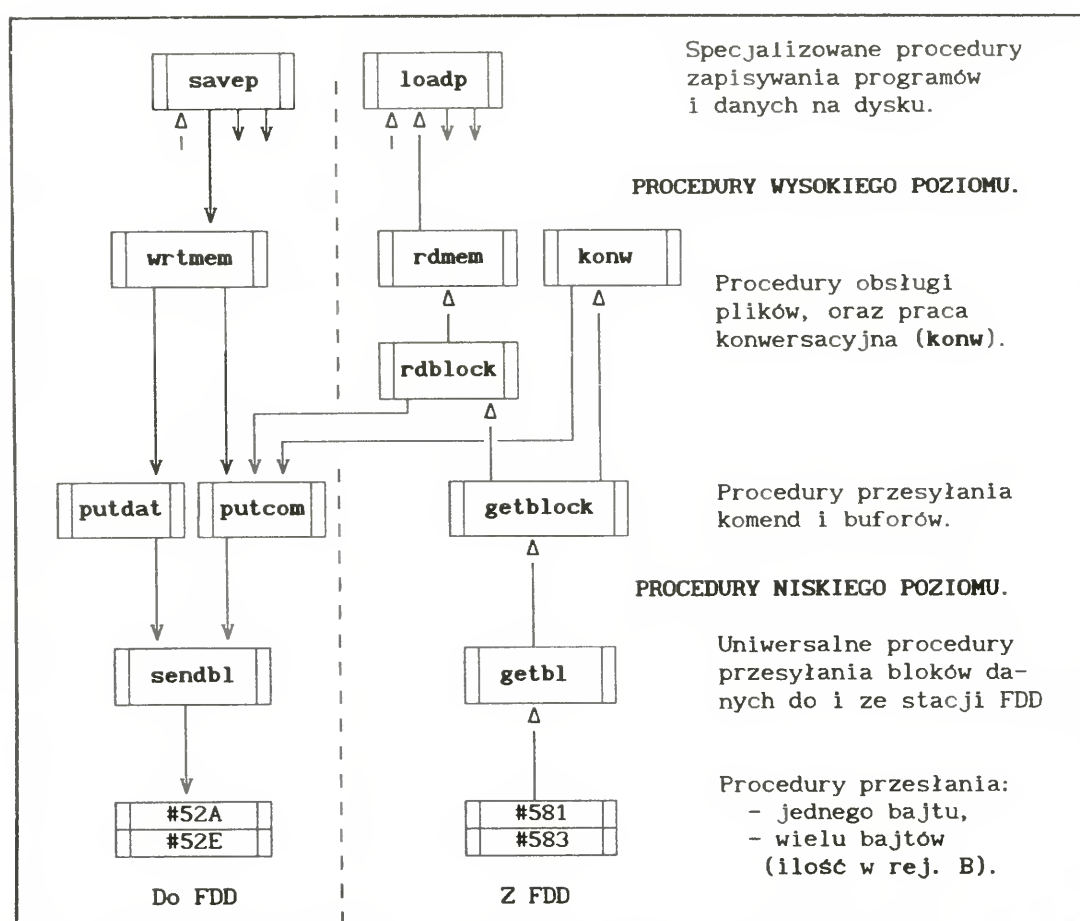 savep
loadp
Specjalizowane procedury
zapisywania programów
i danych na dysku.
PROCEDURY WYSOKIEGO POZIOMU.
wrtmem
rdmem
konw
Procedury obsługi
plików, oraz praca
konwersacyjna (konw).
rdblock
putdat
putcom
getblock
Procedury przesyłania
komend i buforów.
PROCEDURY NISKIEGO POZIOMU.
sendbl
getbl
Uniwersalne procedury
przesyłania bloków da-
nych do i ze stacji FDD
#52A
#52E
#581
#583
Procedury przesłania:
- jednego bajtu,
- wielu bajtów
(ilość w rej. B).
Do FDD
Z FDD